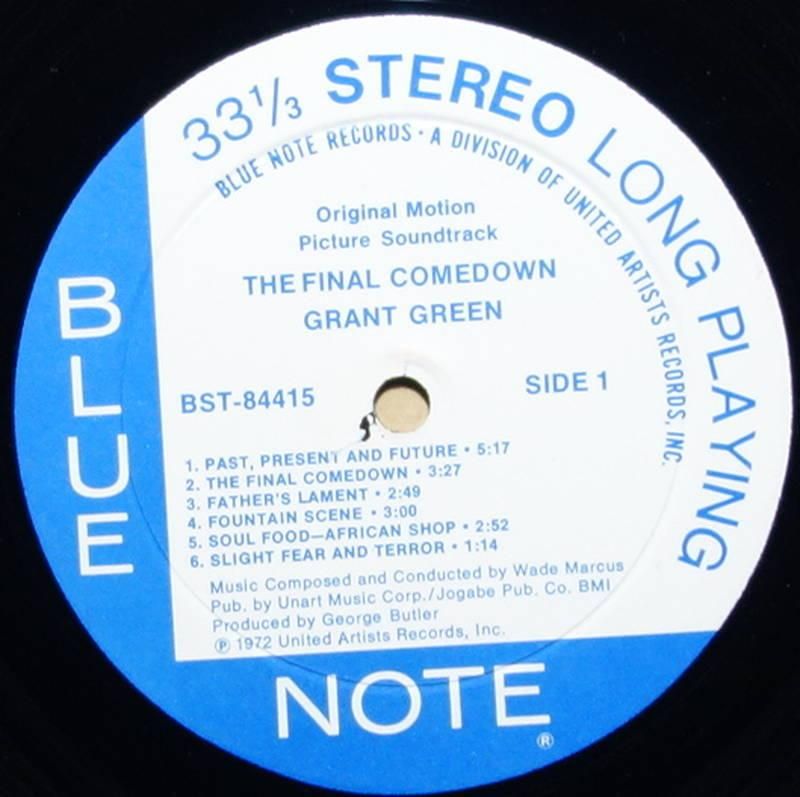 33⅓ STEREO LONG PLAYING
BLUE NOTE RECORDS • A DIVISION OF UNITED ARTISTS RECORDS, INC.
Original Motion
Picture Soundtrack
THE FINAL COMEDOWN
GRANT GREEN
BST-84415
SIDE 1
1. PAST, PRESENT AND FUTURE • 5:17
2. THE FINAL COMEDOWN • 3:27
3. FATHER'S LAMENT • 2:49
4. FOUNTAIN SCENE • 3:00
5. SOUL FOOD—AFRICAN SHOP • 2:52
6. SLIGHT FEAR AND TERROR • 1:14
Music Composed and Conducted by Wade Marcus
Pub. by Unart Music Corp./Jogabe Pub. Co. BMI
Produced by George Butler
℗ 1972 United Artists Records, Inc.
BLUE
NOTE
®